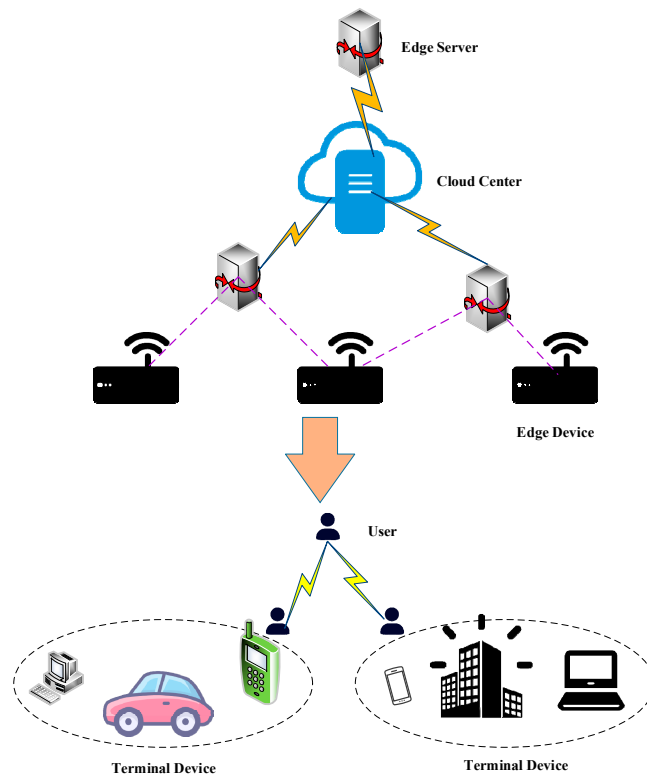 Edge Server
Cloud Center
Edge Device
User
Terminal Device
Terminal Device